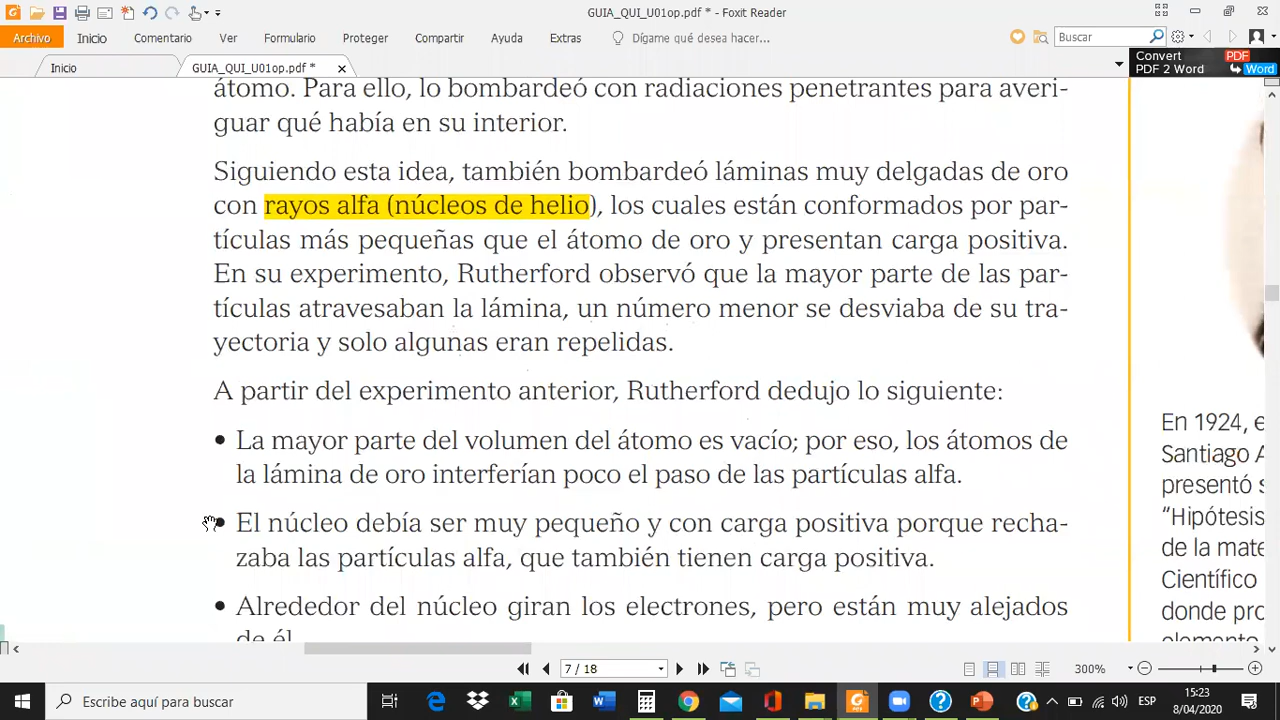 GUIA_QUI_U01op.pdf * - Foxit Reader
Archivo Inicio Comentario Ver Formulario Proteger Compartir Ayuda Extras Dígame qué desea hacer... Buscar
Inicio GUIA_QUI_U01op.pdf *
Convert PDF
PDF 2 Word Word
átomo. Para ello, lo bombardeó con radiaciones penetrantes para averi-
guar qué había en su interior.
Siguiendo esta idea, también bombardeó láminas muy delgadas de oro
con rayos alfa (núcleos de helio), los cuales están conformados por par-
tículas más pequeñas que el átomo de oro y presentan carga positiva.
En su experimento, Rutherford observó que la mayor parte de las par-
tículas atravesaban la lámina, un número menor se desviaba de su tra-
yectoria y solo algunas eran repelidas.
A partir del experimento anterior, Rutherford dedujo lo siguiente:
• La mayor parte del volumen del átomo es vacío; por eso, los átomos de
la lámina de oro interferían poco el paso de las partículas alfa.
• El núcleo debía ser muy pequeño y con carga positiva porque recha-
zaba las partículas alfa, que también tienen carga positiva.
• Alrededor del núcleo giran los electrones, pero están muy alejados
de él
En 1924, e
Santiago A
presentó s
"Hipótesis
de la mate
Científico
donde pro
elemento
7 / 18
300%
Escribe aquí para buscar
ESP
15:23
8/04/2020